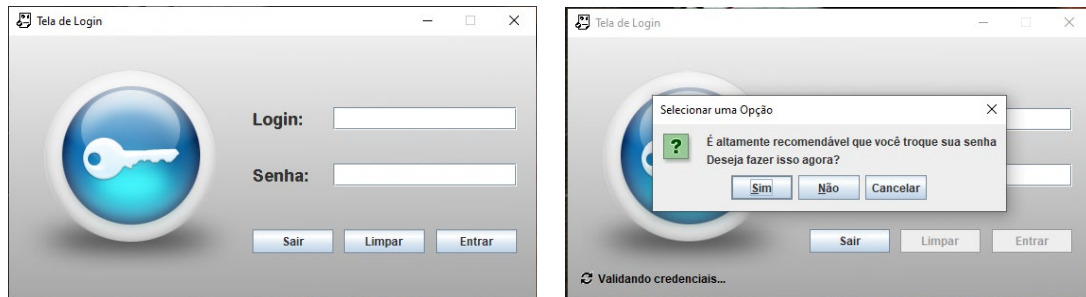 Tela de Login
Login:
Senha:
Sair Limpar Entrar
Tela de Login
Selecionar uma Opção
É altamente recomendável que você troque sua senha
Deseja fazer isso agora?
Sim Não Cancelar
Sair Limpar Entrar
Validando credenciais...